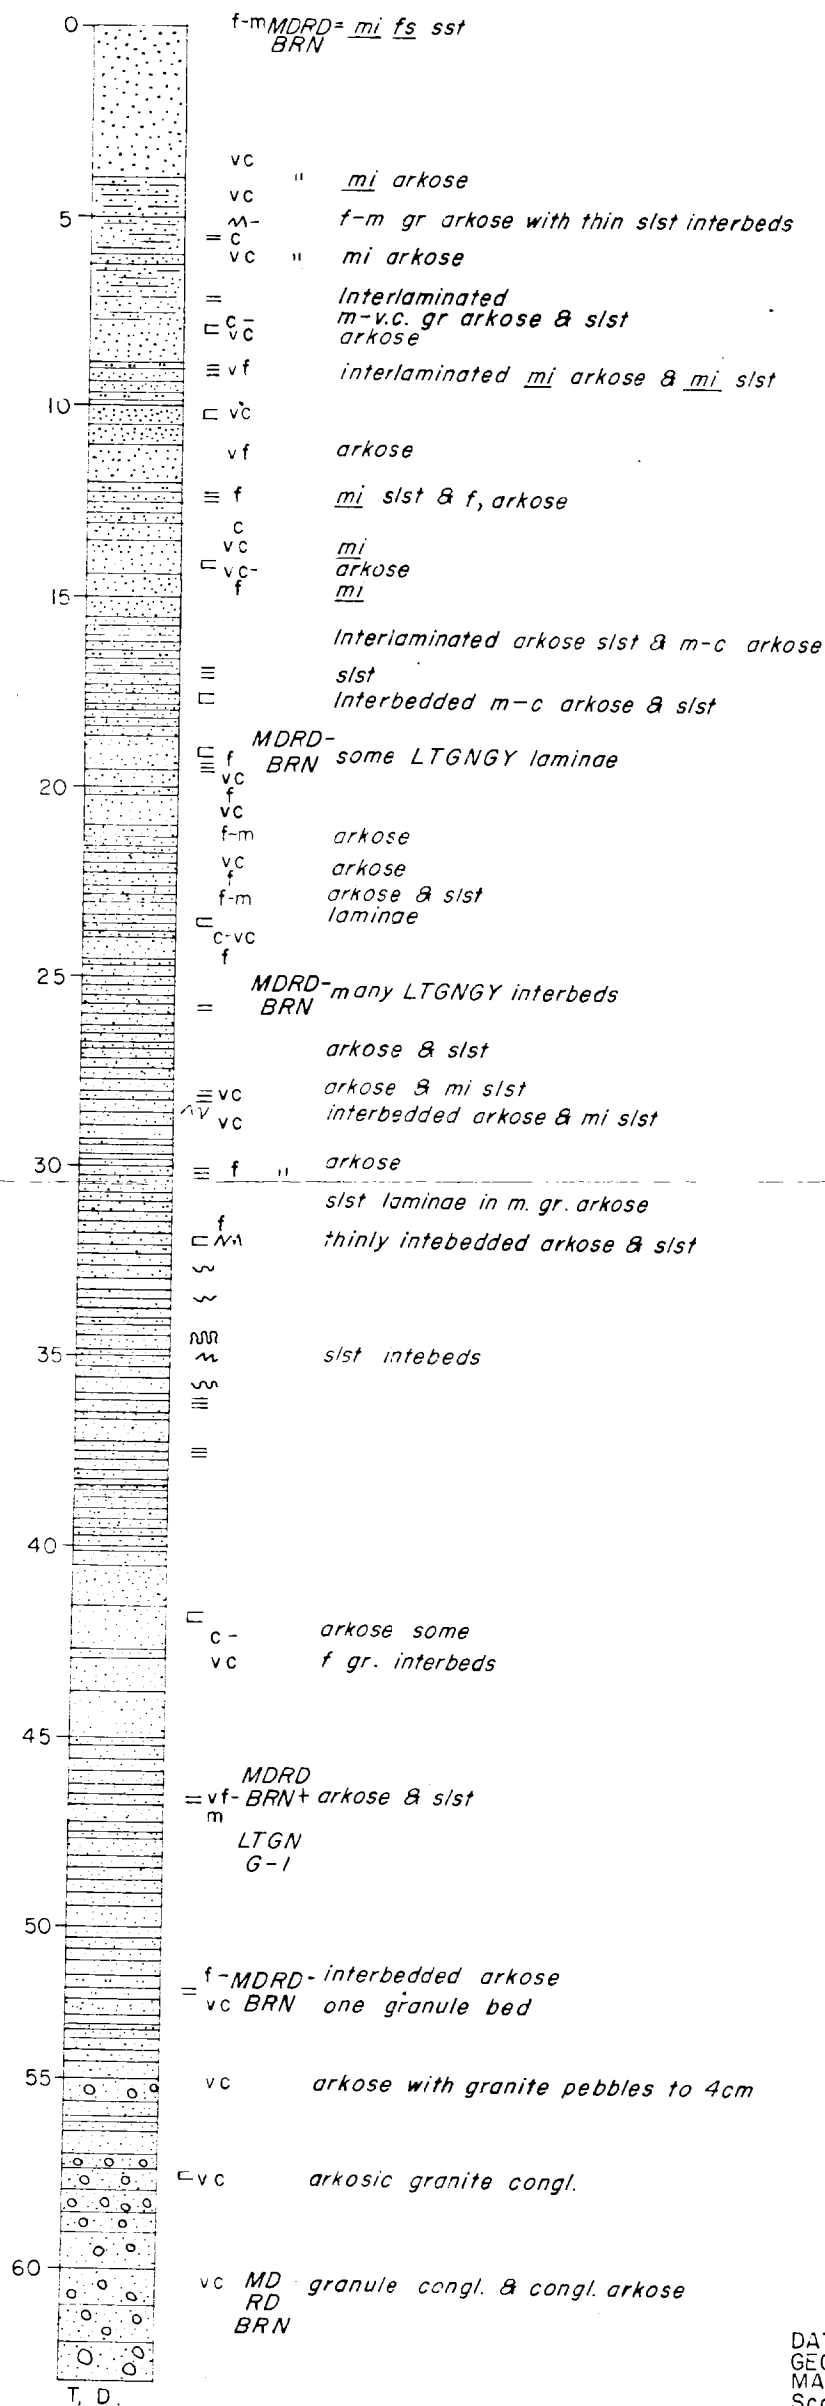 0 f-m MDRD= mi fs sst
BRN
vc
" mi arkose
vc
5 m- f-m gr arkose with thin slst interbeds
= c
vc " mi arkose
= Interlaminated
c- m-v.c. gr arkose & slst
vc arkose
≡ vf interlaminated mi arkose & mi slst
10 vc
vf arkose
≡ f mi slst & f, arkose
c
vc mi
vc- arkose
15 f mi
Interlaminated arkose slst & m-c arkose
≡ slst
Interbedded m-c arkose & slst
MDRD-
f BRN some LTGNGY laminae
≡ vc
20 f
vc
f-m arkose
vc arkose
f
f-m arkose & slst
laminae
c-vc
f
25 MDRD- many LTGNGY interbeds
= BRN
arkose & slst
≡ vc arkose & mi slst
vc interbedded arkose & mi slst
30 ≡ f " arkose
slst laminae in m. gr. arkose
f
thinly intebedded arkose & slst
35 slst intebeds
≡
≡
40
c- arkose some
vc f gr. interbeds
45
MDRD
= vf- BRN+ arkose & slst
m
LTGN
G-1
50
f- MDRD- interbedded arkose
= vc BRN one granule bed
55 vc arkose with granite pebbles to 4cm
vc arkosic granite congl.
60 vc MD granule congl. & congl. arkose
RD
BRN
T. D.
DA
GEO
MA
Sc